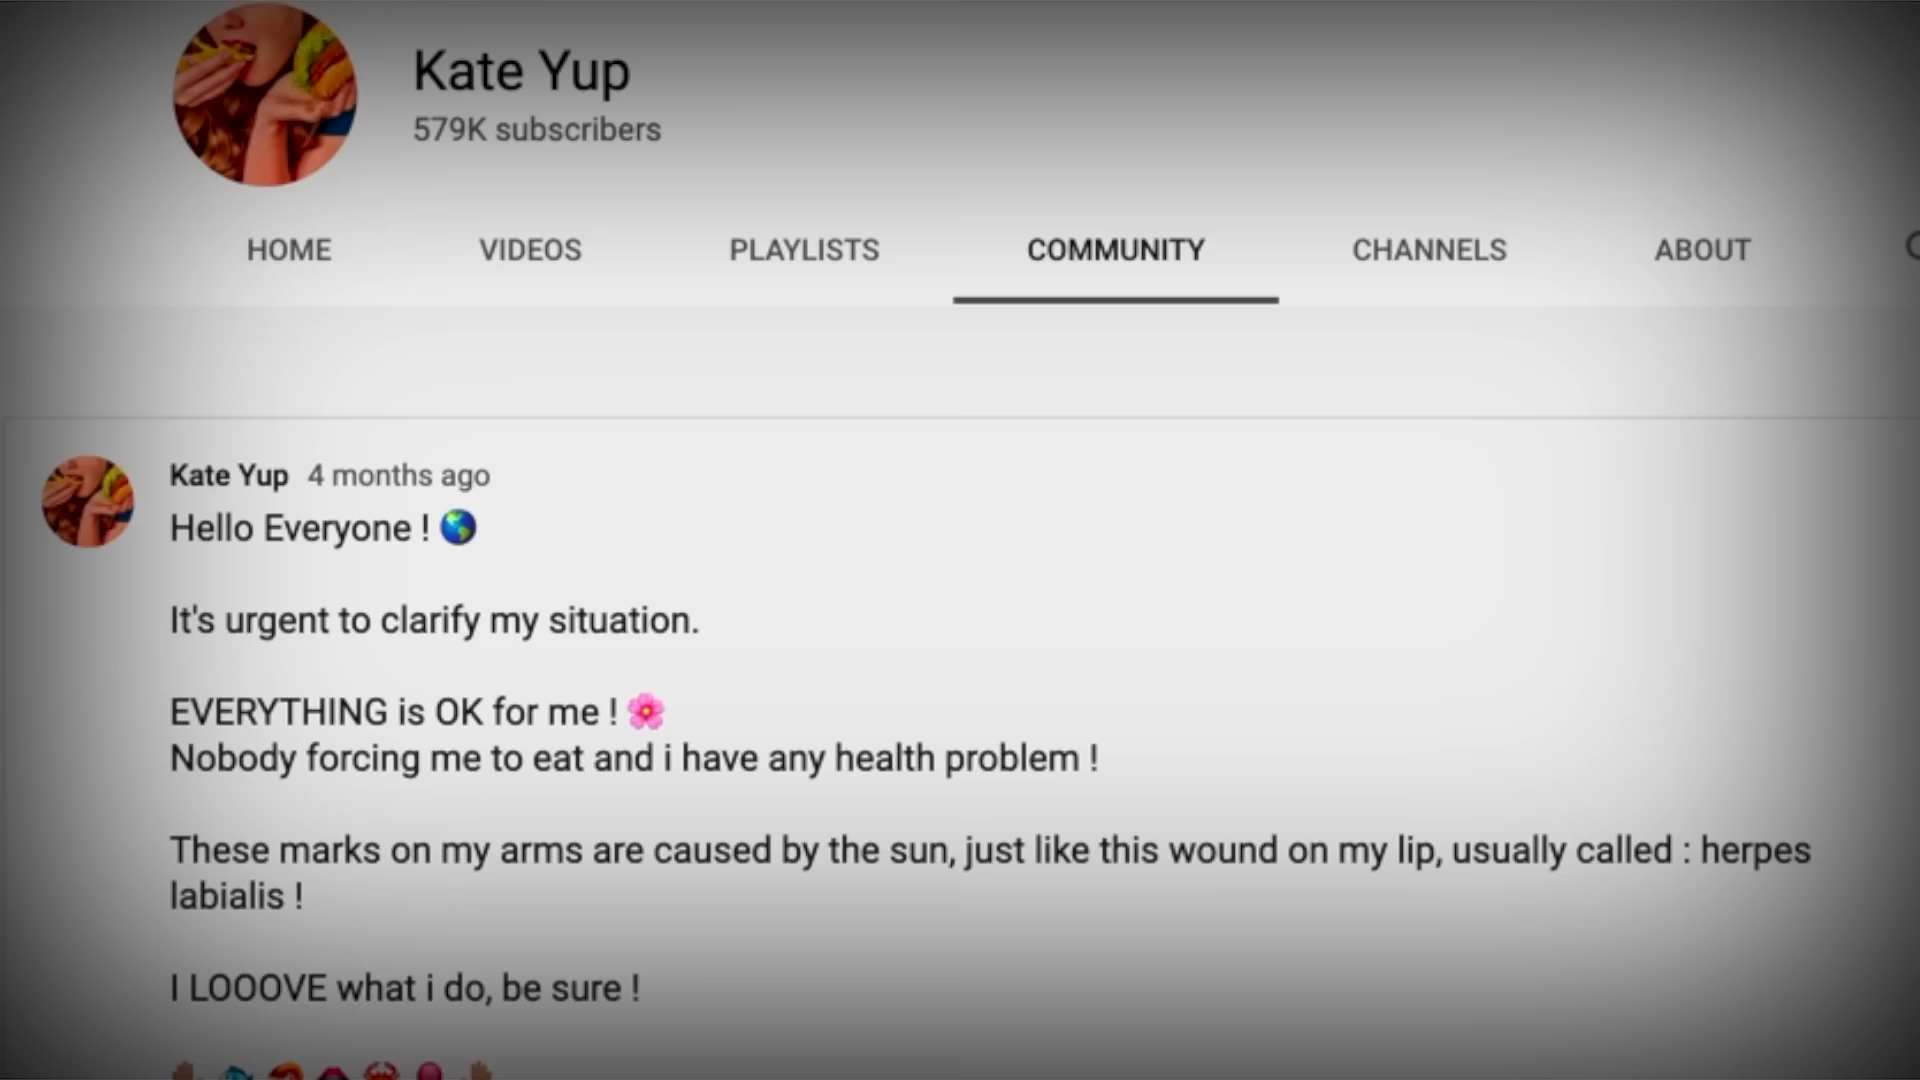 Kate Yup
579K subscribers
HOME VIDEOS PLAYLISTS COMMUNITY CHANNELS ABOUT
Kate Yup 4 months ago
Hello Everyone ! 🌎
It's urgent to clarify my situation.
EVERYTHING is OK for me ! 🌸
Nobody forcing me to eat and i have any health problem !
These marks on my arms are caused by the sun, just like this wound on my lip, usually called : herpes
labialis !
I LOOOVE what i do, be sure !